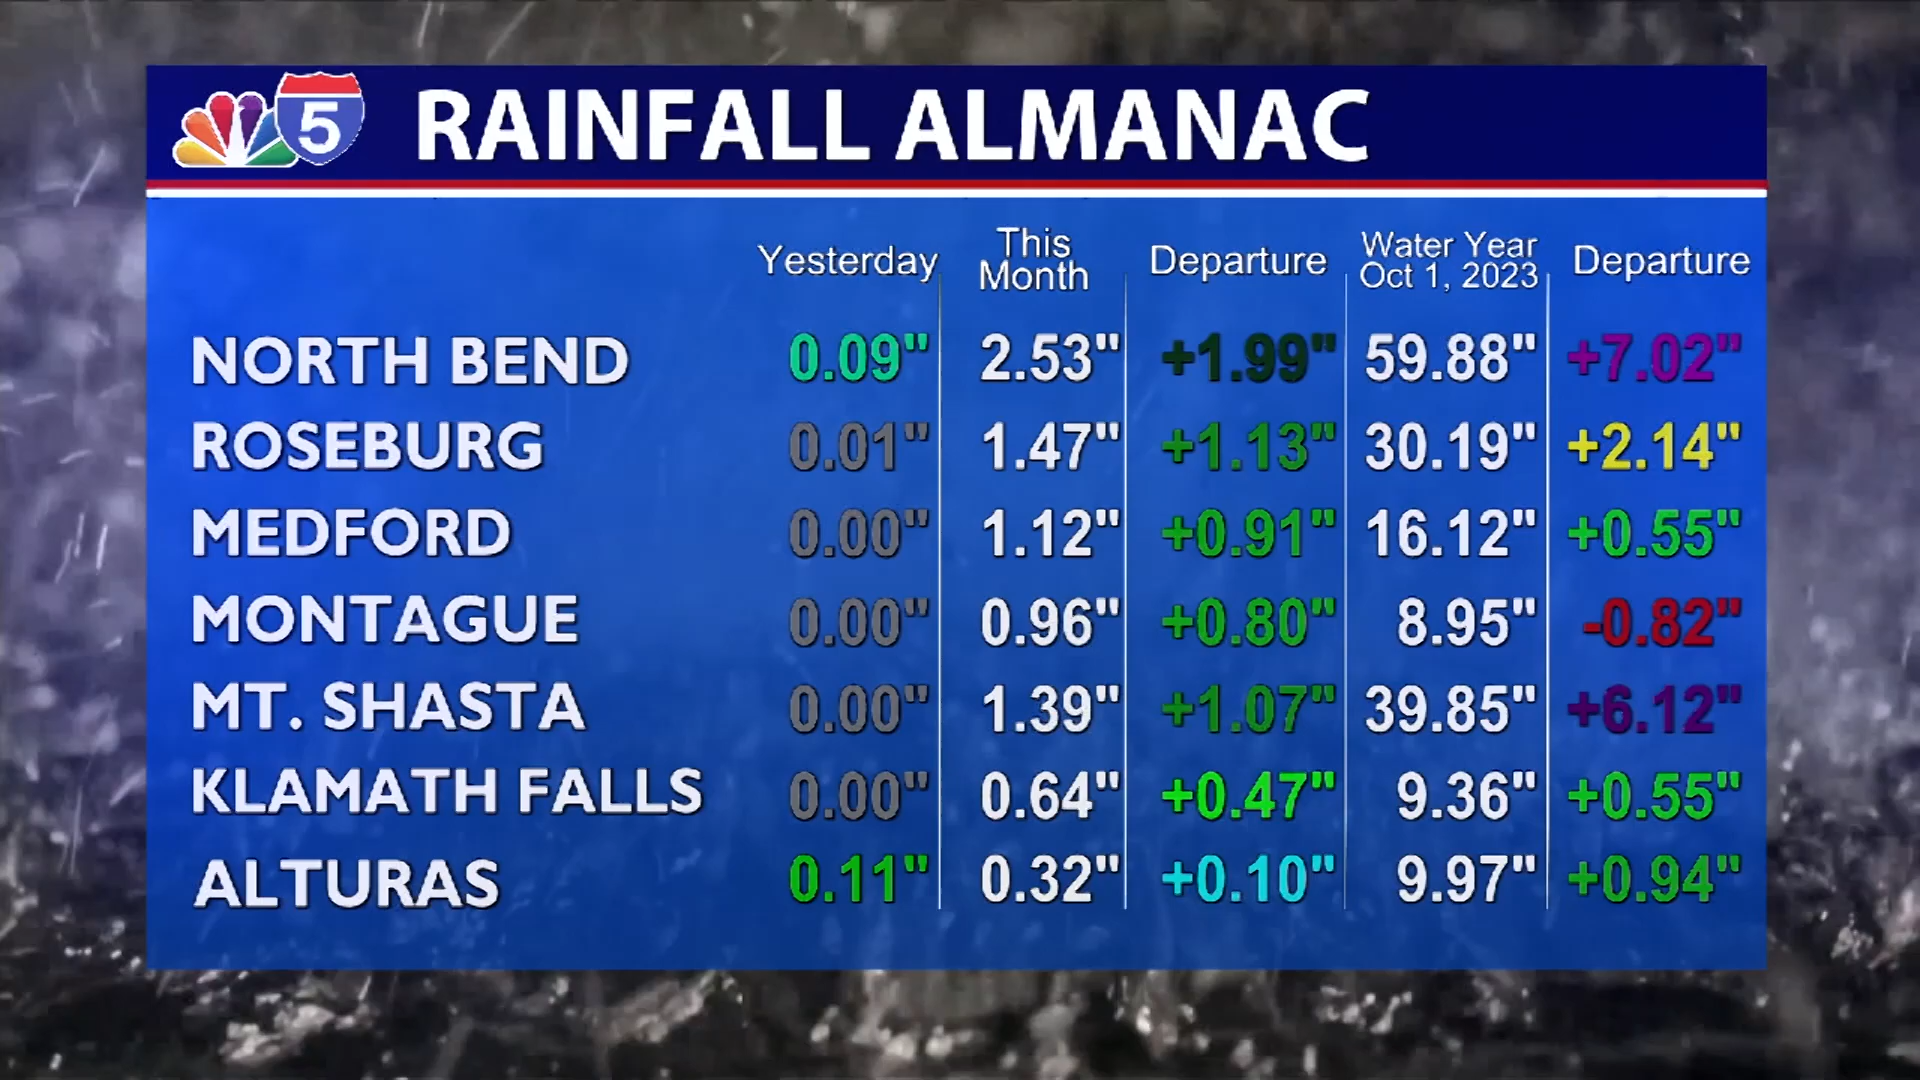 5 RAINFALL ALMANAC
Yesterday This Month Departure Water Year Oct 1, 2023 Departure
NORTH BEND 0.09" 2.53" +1.99" 59.88" +7.02"
ROSEBURG 0.01" 1.47" +1.13" 30.19" +2.14"
MEDFORD 0.00" 1.12" +0.91" 16.12" +0.55"
MONTAGUE 0.00" 0.96" +0.80" 8.95" -0.82"
MT. SHASTA 0.00" 1.39" +1.07" 39.85" +6.12"
KLAMATH FALLS 0.00" 0.64" +0.47" 9.36" +0.55"
ALTURAS 0.11" 0.32" +0.10" 9.97" +0.94"